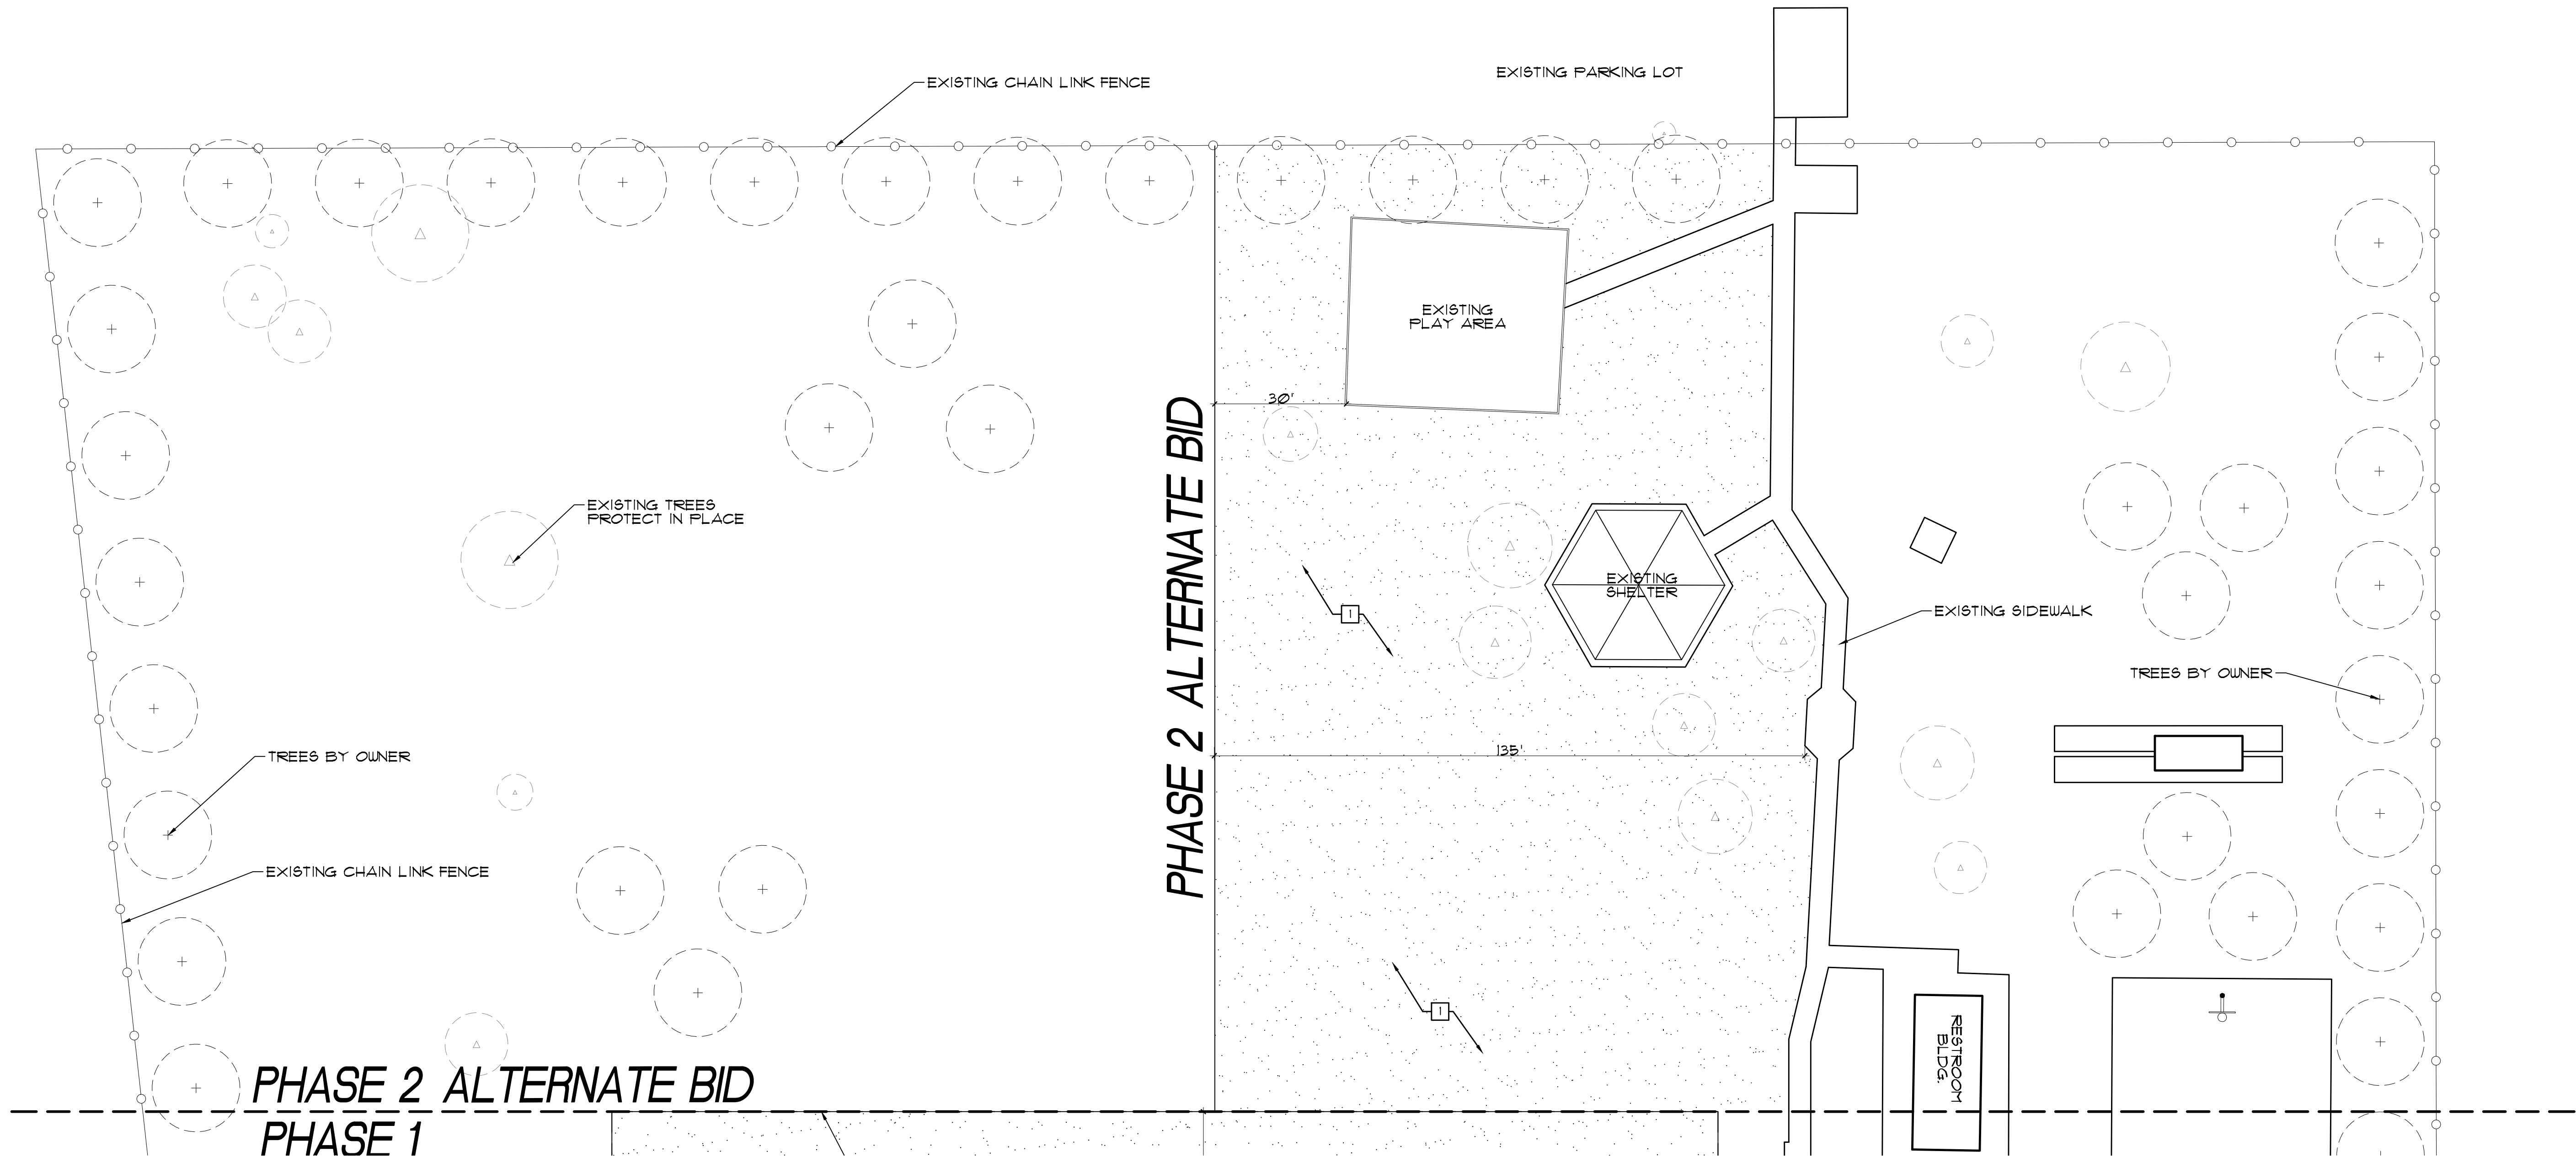 EXISTING PARKING LOT
EXISTING CHAIN LINK FENCE
EXISTING
PLAY AREA
30'
EXISTING TREES
PROTECT IN PLACE
PHASE 2 ALTERNATE BID
EXISTING
SHELTER
1
EXISTING SIDEWALK
TREES BY OWNER
135'
TREES BY OWNER
EXISTING CHAIN LINK FENCE
1
RESTROOM
BLDG.
PHASE 2 ALTERNATE BID
PHASE 1